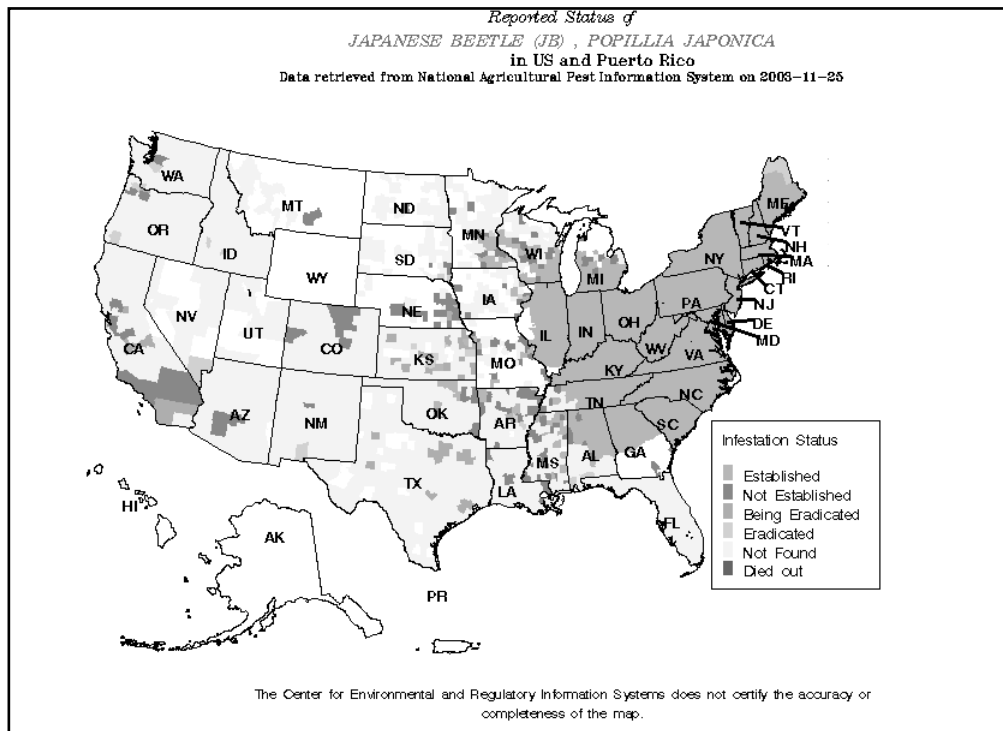 Reported Status of
JAPANESE BEETLE (JB) , POPILLIA JAPONICA
in US and Puerto Rico
Data retrieved from National Agricultural Pest Information System on 2003-11-25
WA
MT
ND
MN
ME
OR
ID
WY
SD
WI
MI
NY
VT
NH
MA
RI
CT
NJ
DE
MD
NV
UT
CO
NE
IA
IL
IN
OH
PA
WV
VA
CA
KS
MO
KY
AZ
NM
OK
AR
TN
NC
SC
TX
LA
MS
AL
GA
FL
HI
AK
PR
Infestation Status
Established
Not Established
Being Eradicated
Eradicated
Not Found
Died out
The Center for Environmental and Regulatory Information Systems does not certify the accuracy or
completeness of the map.